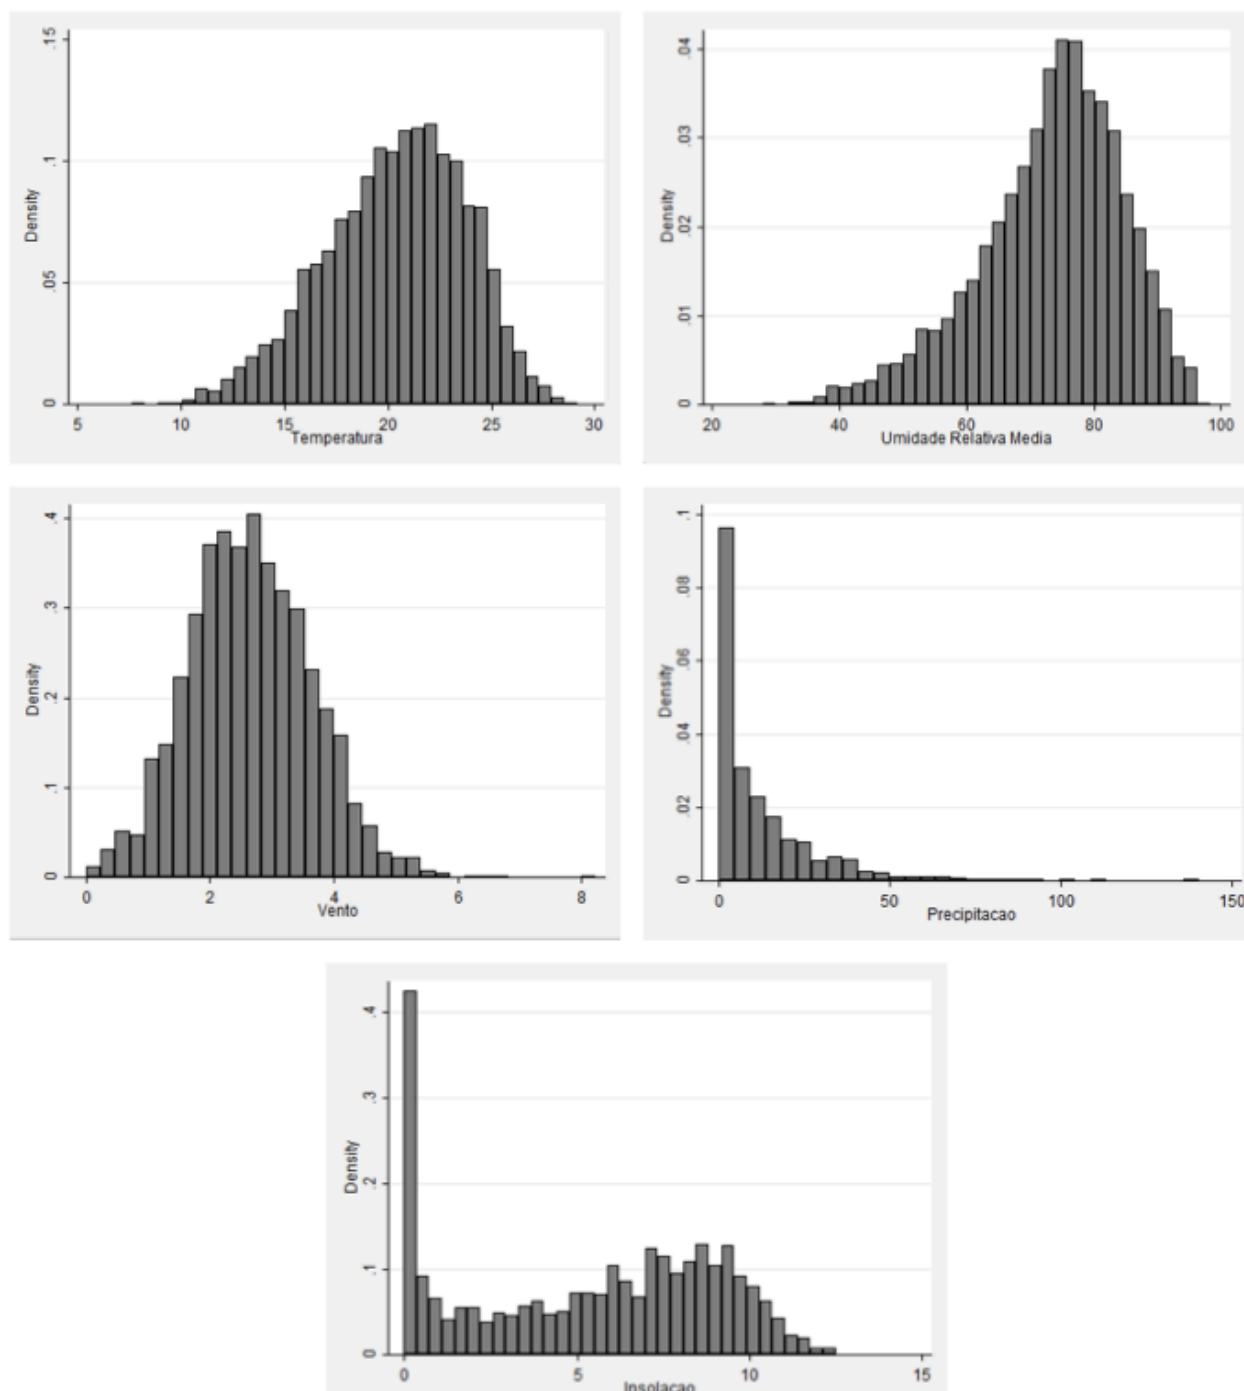 .15
.1
.05
0
Density
5 10 15 20 25 30
Temperatura
.04
.03
.02
.01
0
Density
20 40 60 80 100
Umidade Relativa Media
.4
.3
.2
.1
0
Density
0 2 4 6 8
Vento
.1
.08
.06
.04
.02
0
Density
0 50 100 150
Precipitacao
.4
.3
.2
.1
0
Density
0 5 10 15
Insolacao